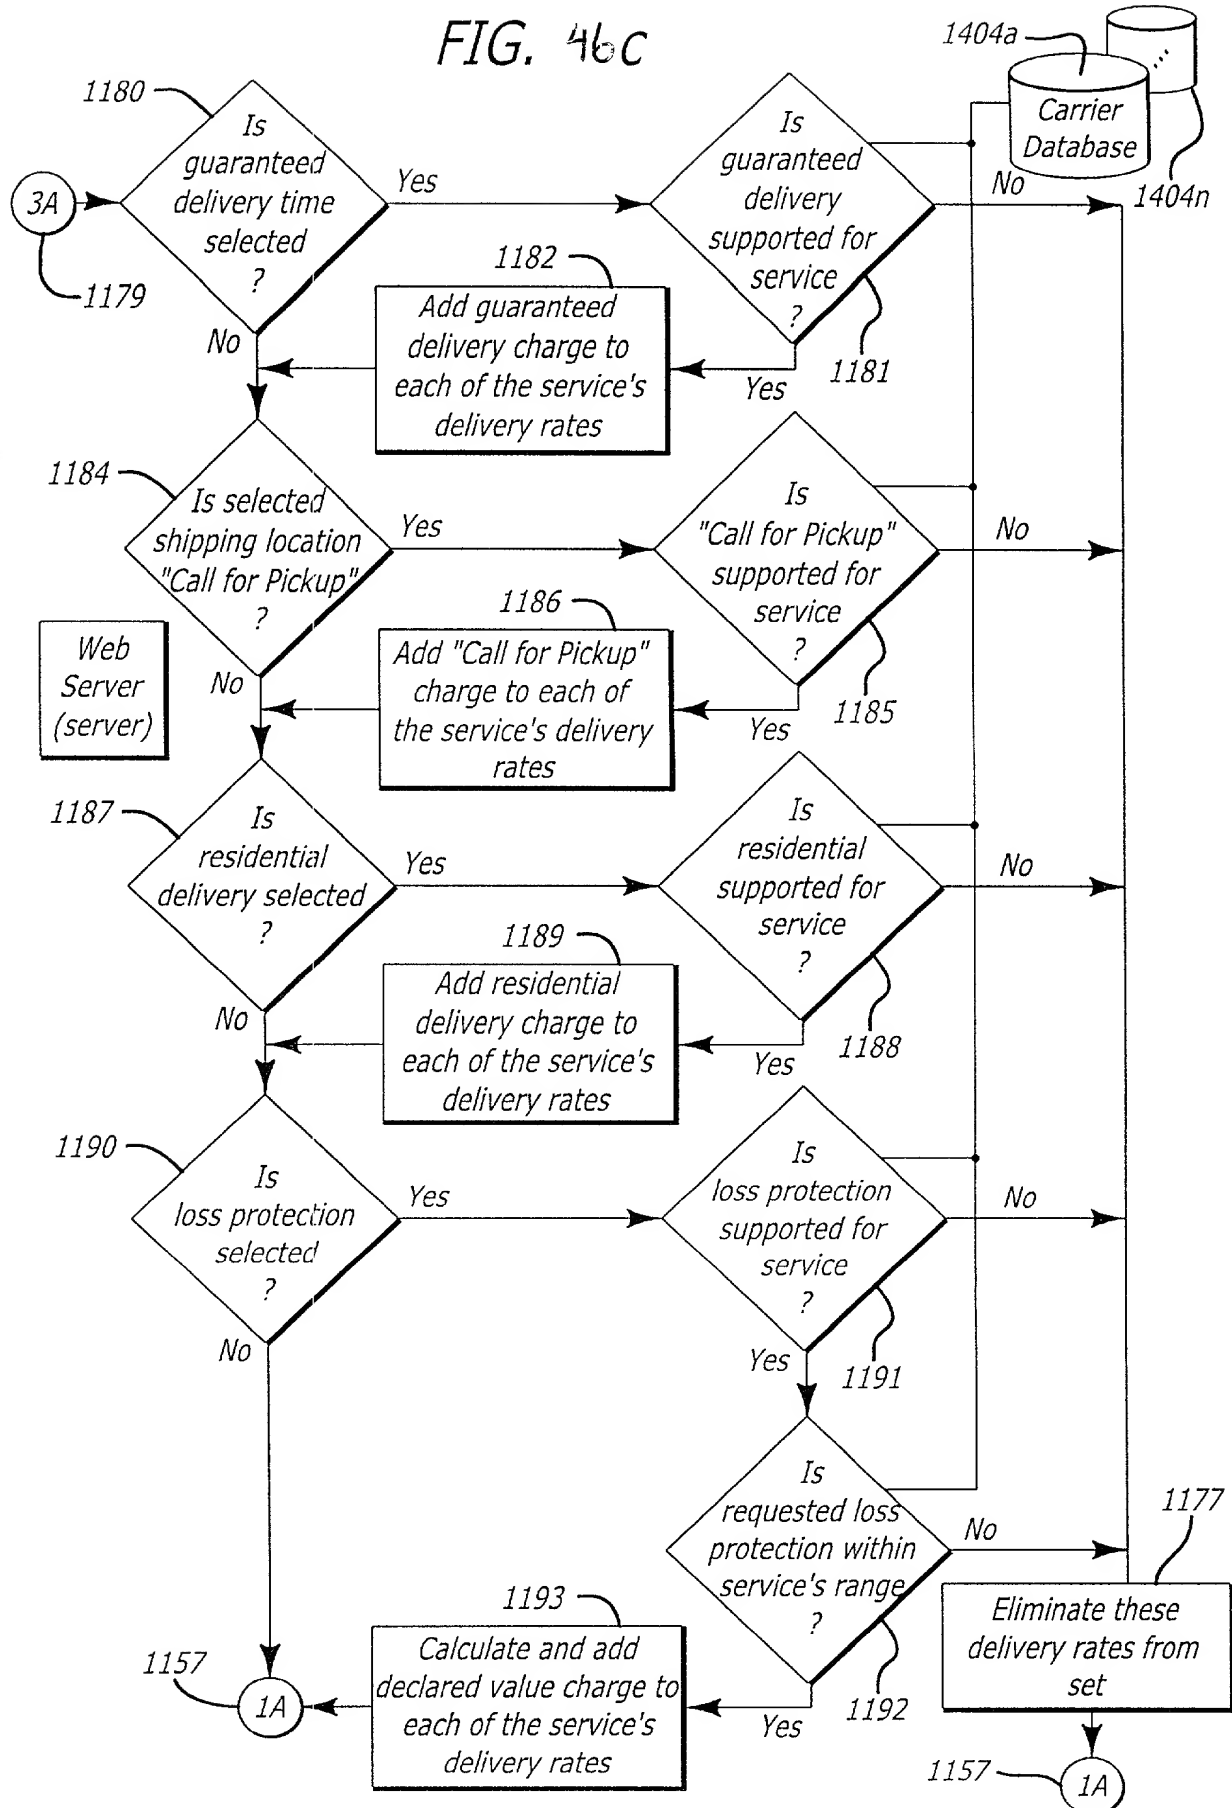 FIG. 46c
1404a
Carrier
Database
1404n
1180
Is
guaranteed
delivery time
selected
?
Yes
Is
guaranteed
delivery
supported for
service
?
No
3A
1179
1182
Add guaranteed
delivery charge to
each of the service's
delivery rates
No
Yes
1181
1184
Is selected
shipping location
"Call for Pickup"
?
Yes
Is
"Call for Pickup"
supported for
service
?
No
1186
Add "Call for Pickup"
charge to each of
the service's delivery
rates
Web
Server
(server)
No
Yes
1185
1187
Is
residential
delivery selected
?
Yes
Is
residential
supported for
service
?
No
1189
Add residential
delivery charge to
each of the service's
delivery rates
No
Yes
1188
1190
Is
loss protection
selected
?
Yes
Is
loss protection
supported for
service
?
No
No
Yes
1191
Is
requested loss
protection within
service's range
?
No
1177
Eliminate these
delivery rates from
set
1193
Calculate and add
declared value charge to
each of the service's
delivery rates
1157
1A
Yes
1192
1157
1A